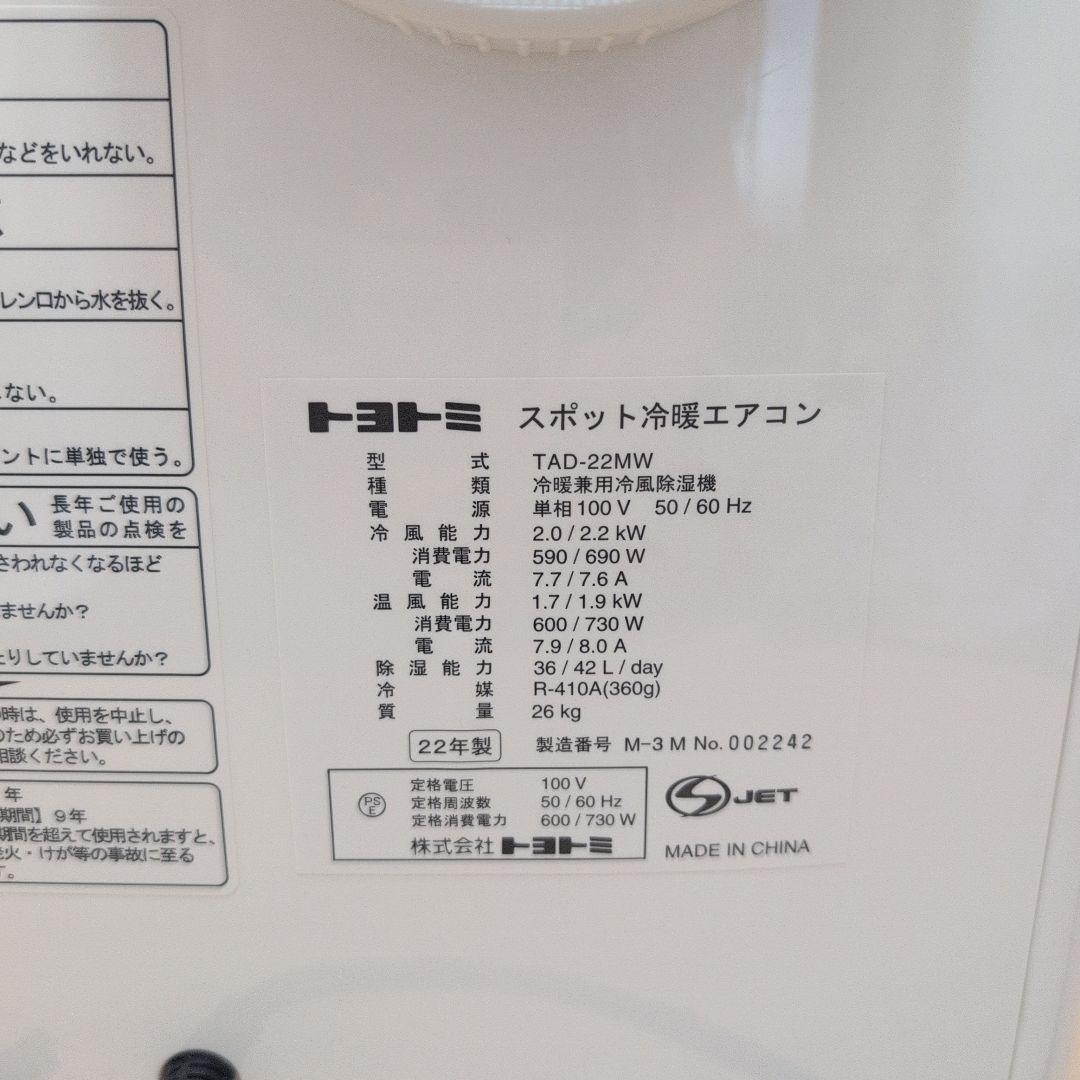 などをいれない。
レン口から水を抜く。
ない。
ントに単独で使う。
い 長年ご使用の
製品の点検を
さわれなくなるほど
ませんか?
たりしていませんか?
時は、使用を中止し、
のため必ずお買い上げの
相談ください。
年
期間】9年
期間を超えて使用されますと、
火・けが等の事故に至る
す。
トヨトミ スポット冷暖エアコン
型式 TAD-22MW
種類 冷暖兼用冷風除湿機
電源 単相100 V 50 / 60 Hz
冷風能力 2.0 / 2.2 kW
消費電力 590 / 690 W
電流 7.7 / 7.6 A
温風能力 1.7 / 1.9 kW
消費電力 600 / 730 W
電流 7.9 / 8.0 A
除湿能力 36 / 42 L / day
冷媒 R-410A(360g)
質量 26 kg
22年製 製造番号 M-3 M No. 002242
PSE
定格電圧 100 V
定格周波数 50 / 60 Hz
定格消費電力 600 / 730 W
株式会社トヨトミ
S JET
MADE IN CHINA